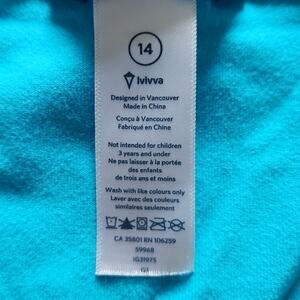 14
ivivva
Designed in Vancouver
Made in China
Conçu à Vancouver
Fabriqué en Chine
Not intended for children
3 years and under
Ne pas laisser à la portée
des enfants
de trois ans et moins
Wash with like colours only
Laver avec des couleurs
similaires seulement
CA 35801 RN 106259
59968
IG31975
G1